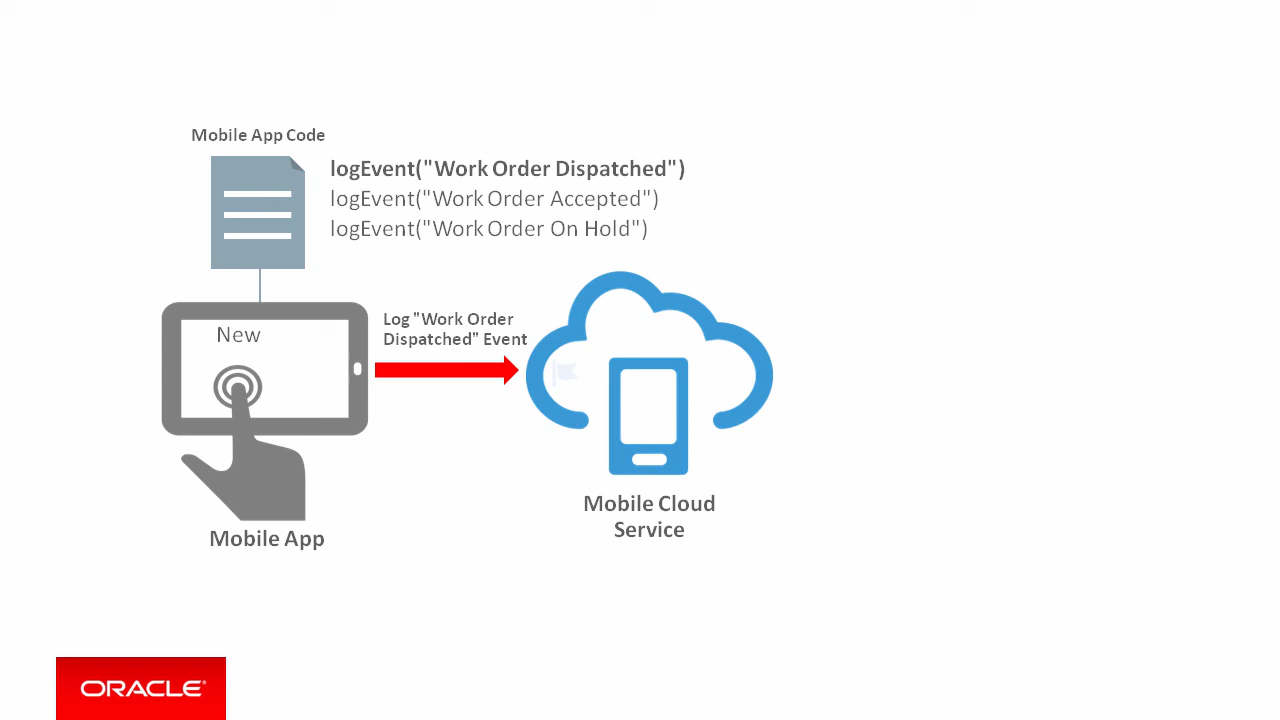 Mobile App Code
logEvent("Work Order Dispatched")
logEvent("Work Order Accepted")
logEvent("Work Order On Hold")
New
Log "Work Order
Dispatched" Event
Mobile App
Mobile Cloud
Service
ORACLE®